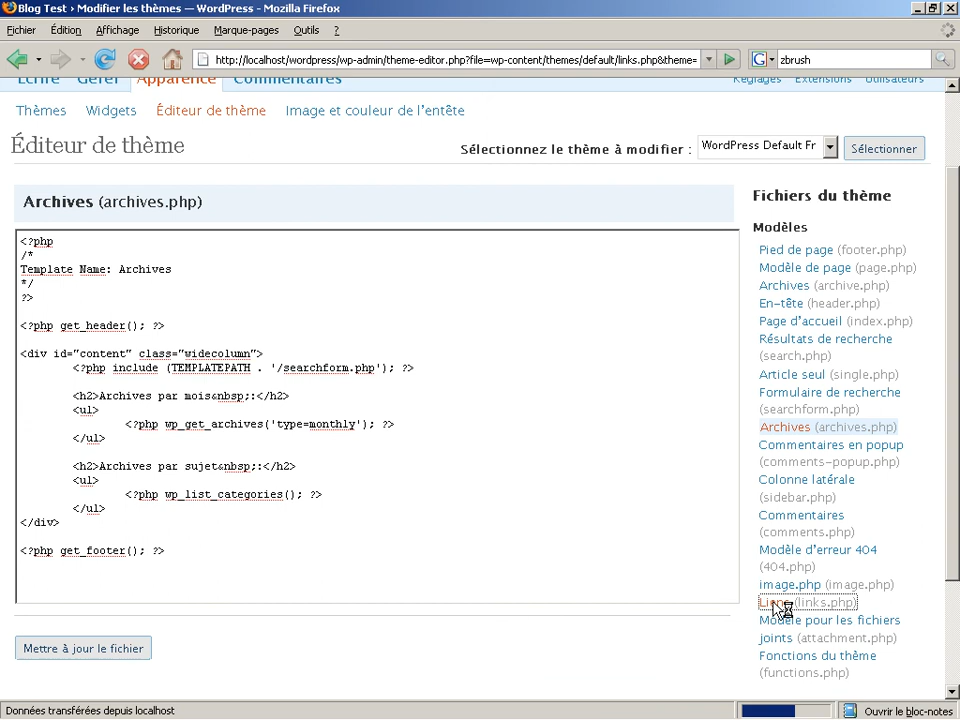 Blog Test › Modifier les thèmes — WordPress - Mozilla Firefox
Fichier Édition Affichage Historique Marque-pages Outils ?
http://localhost/wordpress/wp-admin/theme-editor.php?file=wp-content/themes/default/links.php&theme=
G zbrush
Écrire Gérer Apparence Commentaires Réglages Extensions Utilisateurs
Thèmes Widgets Éditeur de thème Image et couleur de l'entête
Éditeur de thème
Sélectionnez le thème à modifier : WordPress Default Fr Sélectionner
Archives (archives.php)
<?php
/*
Template Name: Archives
*/
?>
<?php get_header(); ?>
<div id="content" class="widecolumn">
<?php include (TEMPLATEPATH . '/searchform.php'); ?>
<h2>Archives par mois&nbsp;:</h2>
<ul>
<?php wp_get_archives('type=monthly'); ?>
</ul>
<h2>Archives par sujet&nbsp;:</h2>
<ul>
<?php wp_list_categories(); ?>
</ul>
</div>
<?php get_footer(); ?>
Mettre à jour le fichier
Fichiers du thème
Modèles
Pied de page (footer.php)
Modèle de page (page.php)
Archives (archive.php)
En-tête (header.php)
Page d'accueil (index.php)
Résultats de recherche
(search.php)
Article seul (single.php)
Formulaire de recherche
(searchform.php)
Archives (archives.php)
Commentaires en popup
(comments-popup.php)
Colonne latérale
(sidebar.php)
Commentaires
(comments.php)
Modèle d'erreur 404
(404.php)
image.php (image.php)
Liens (links.php)
Modèle pour les fichiers
joints (attachment.php)
Fonctions du thème
(functions.php)
Données transférées depuis localhost
Ouvrir le bloc-notes